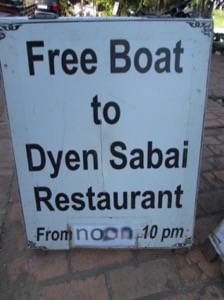 Free Boat
to
Dyen Sabai
Restaurant
From noon 10 pm